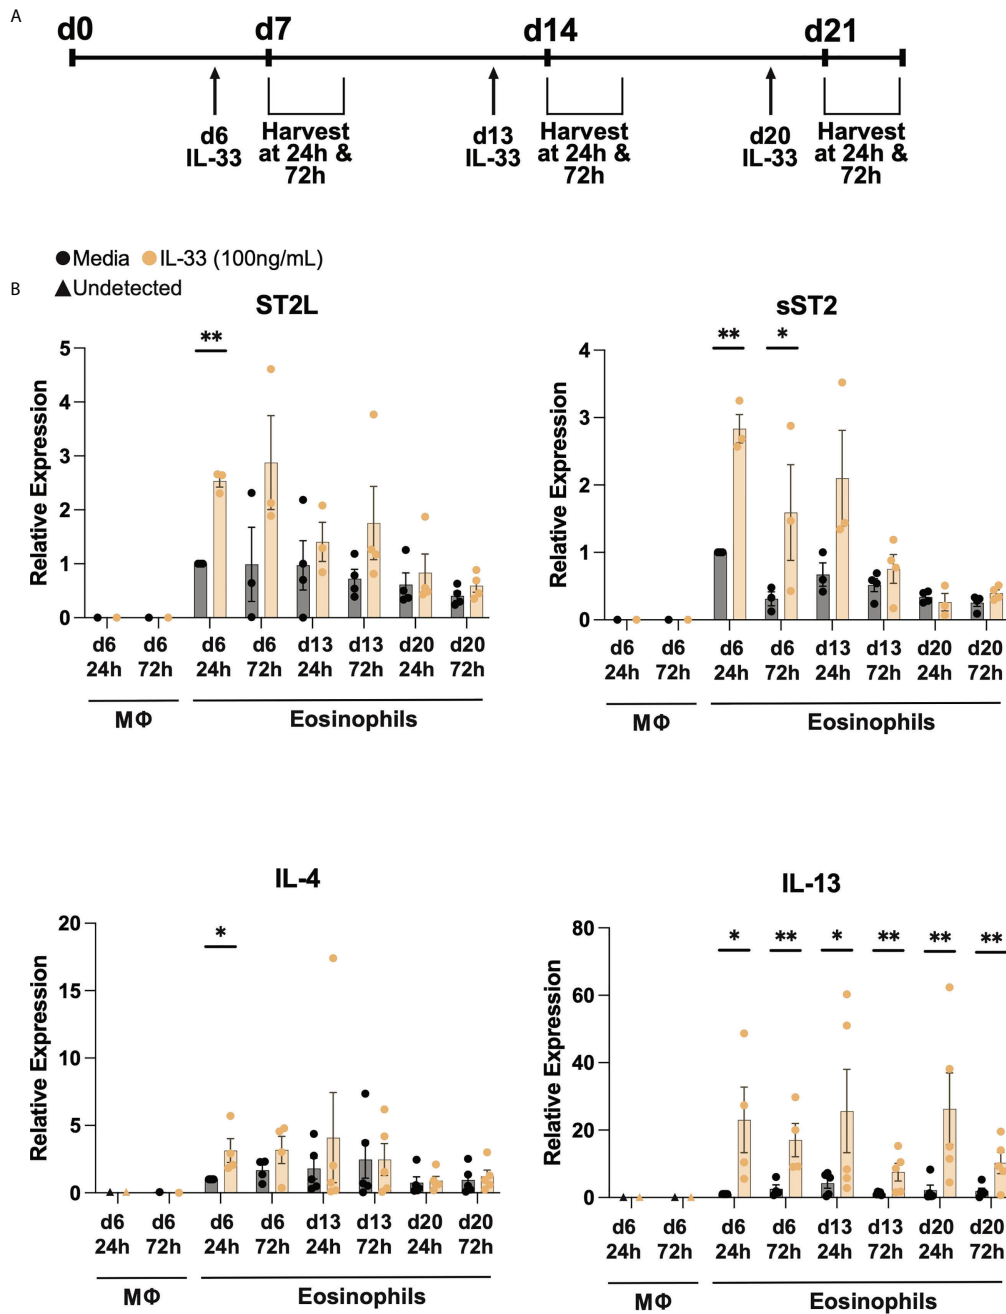 A
d0 d7 d14 d21
d6 IL-33
Harvest at 24h & 72h
d13 IL-33
Harvest at 24h & 72h
d20 IL-33
Harvest at 24h & 72h
Media IL-33 (100ng/mL)
Undetected
B
ST2L
**
Relative Expression
5
4
3
2
1
0
d6 d6 d6 d6 d13 d13 d20 d20
24h 72h 24h 72h 24h 72h 24h 72h
MΦ Eosinophils
sST2
** *
Relative Expression
4
3
2
1
0
d6 d6 d6 d6 d13 d13 d20 d20
24h 72h 24h 72h 24h 72h 24h 72h
MΦ Eosinophils
IL-4
*
Relative Expression
20
15
10
5
0
d6 d6 d6 d6 d13 d13 d20 d20
24h 72h 24h 72h 24h 72h 24h 72h
MΦ Eosinophils
IL-13
* ** * ** ** **
Relative Expression
80
60
40
20
0
d6 d6 d6 d6 d13 d13 d20 d20
24h 72h 24h 72h 24h 72h 24h 72h
MΦ Eosinophils